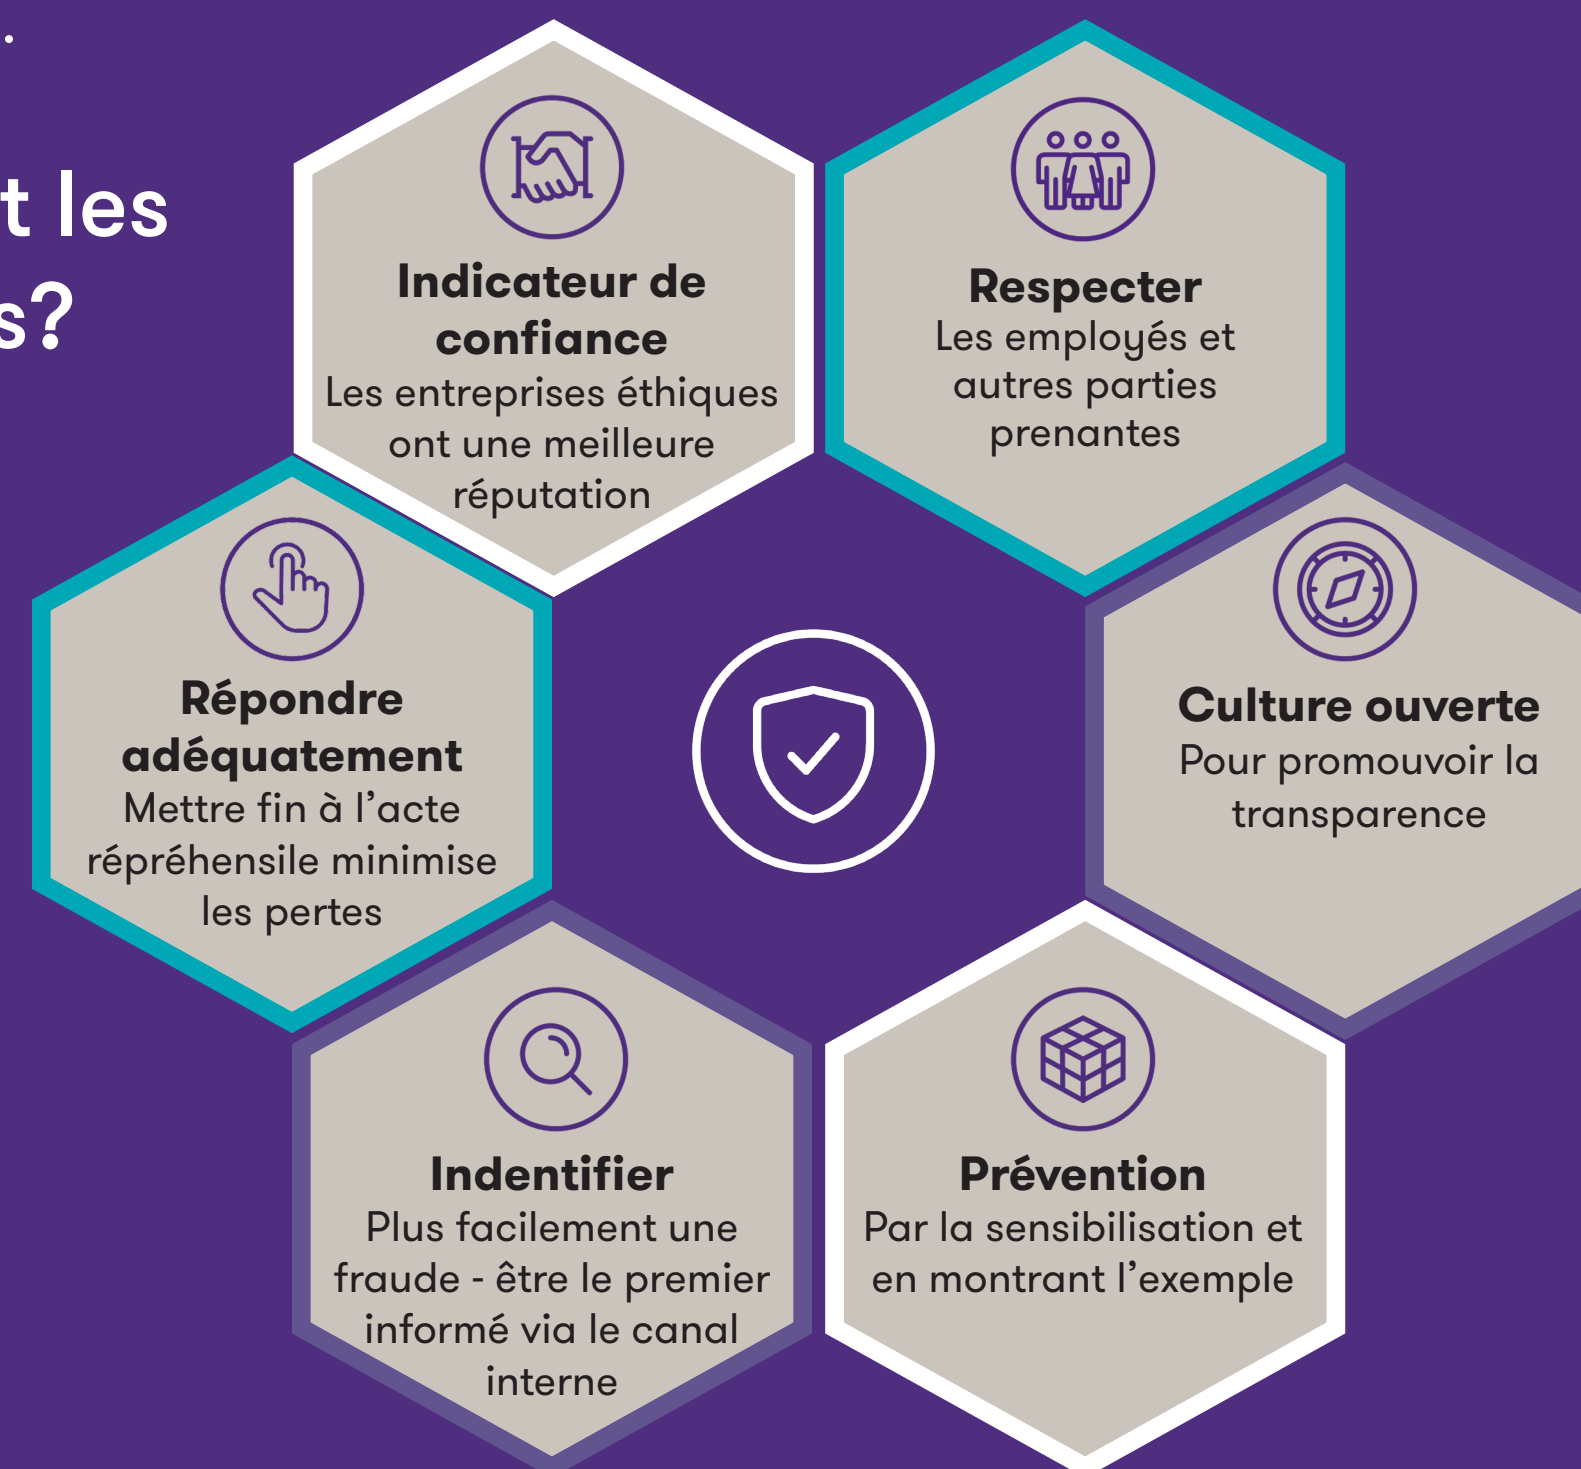 t les
s?
Indicateur de
confiance
Les entreprises éthiques
ont une meilleure
réputation
Respecter
Les employés et
autres parties
prenantes
Répondre
adéquatement
Mettre fin à l'acte
répréhensile minimise
les pertes
Culture ouverte
Pour promouvoir la
transparence
Indentifier
Plus facilement une
fraude - être le premier
informé via le canal
interne
Prévention
Par la sensibilisation et
en montrant l'exemple